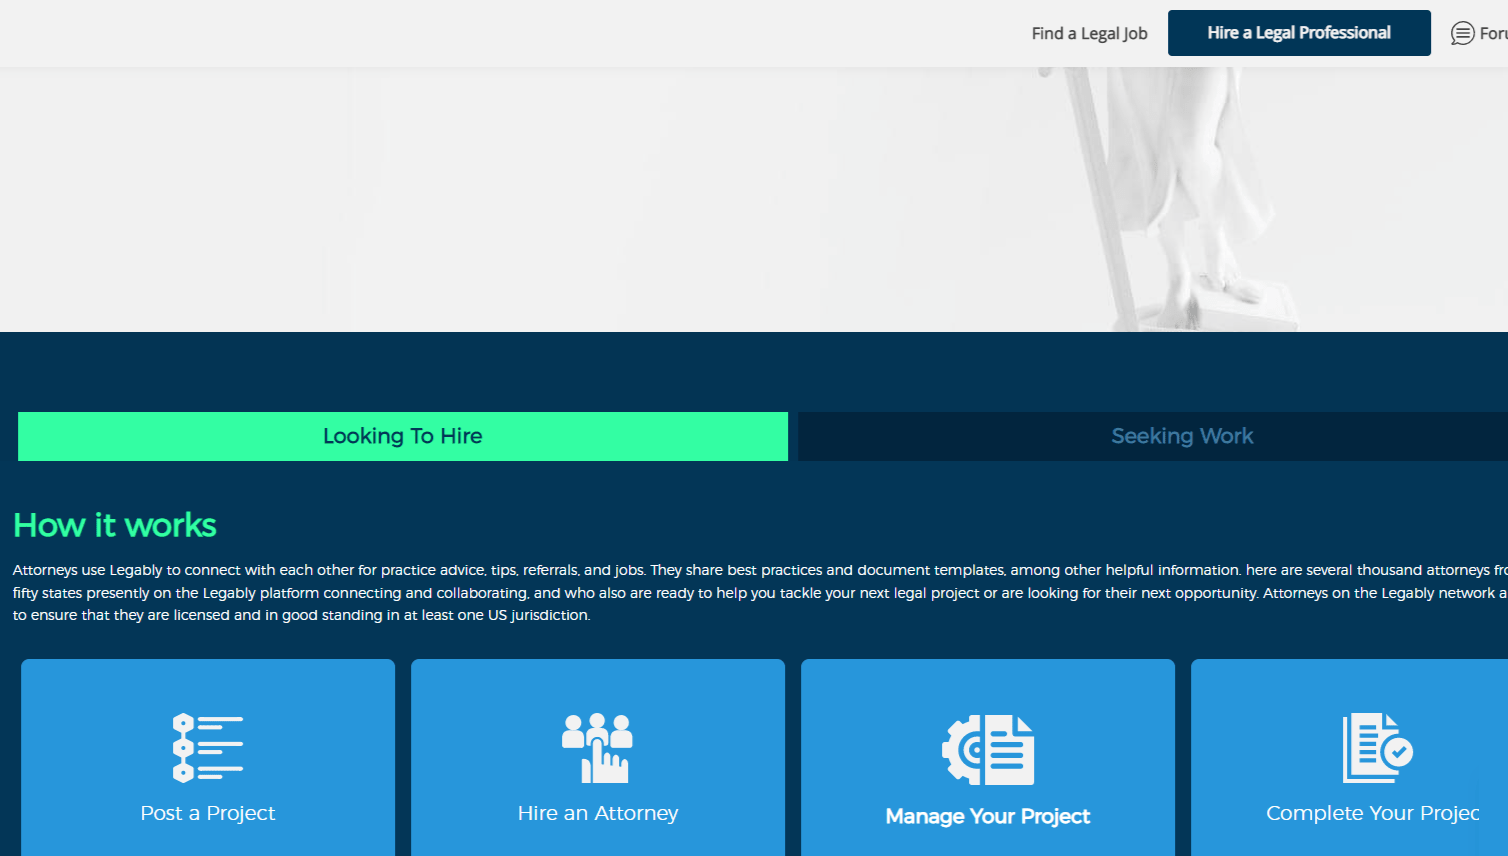 Find a Legal Job
Hire a Legal Professional
Looking To Hire
Seeking Work
How it works
Attorneys use Legably to connect with each other for practice advice, tips, referrals, and jobs. They share best practices and document templates, among other helpful information. here are several thousand attorneys
fifty states presently on the Legably platform connecting and collaborating, and who also are ready to help you tackle your next legal project or are looking for their next opportunity. Attorneys on the Legably network
to ensure that they are licensed and in good standing in at least one US jurisdiction.
Post a Project
Hire an Attorney
Manage Your Project
Complete Your